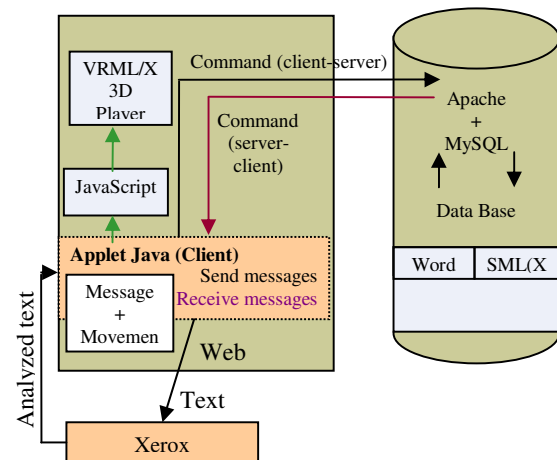 VRML/X
3D
Player
JavaScript
Command (client-server)
Command
(server-
client)
Applet Java (Client)
Send messages
Receive messages
Message
+
Movemen
Web
Text
Analyzed text
Xerox
Apache
+
MySQL
Data Base
Word
SML(X